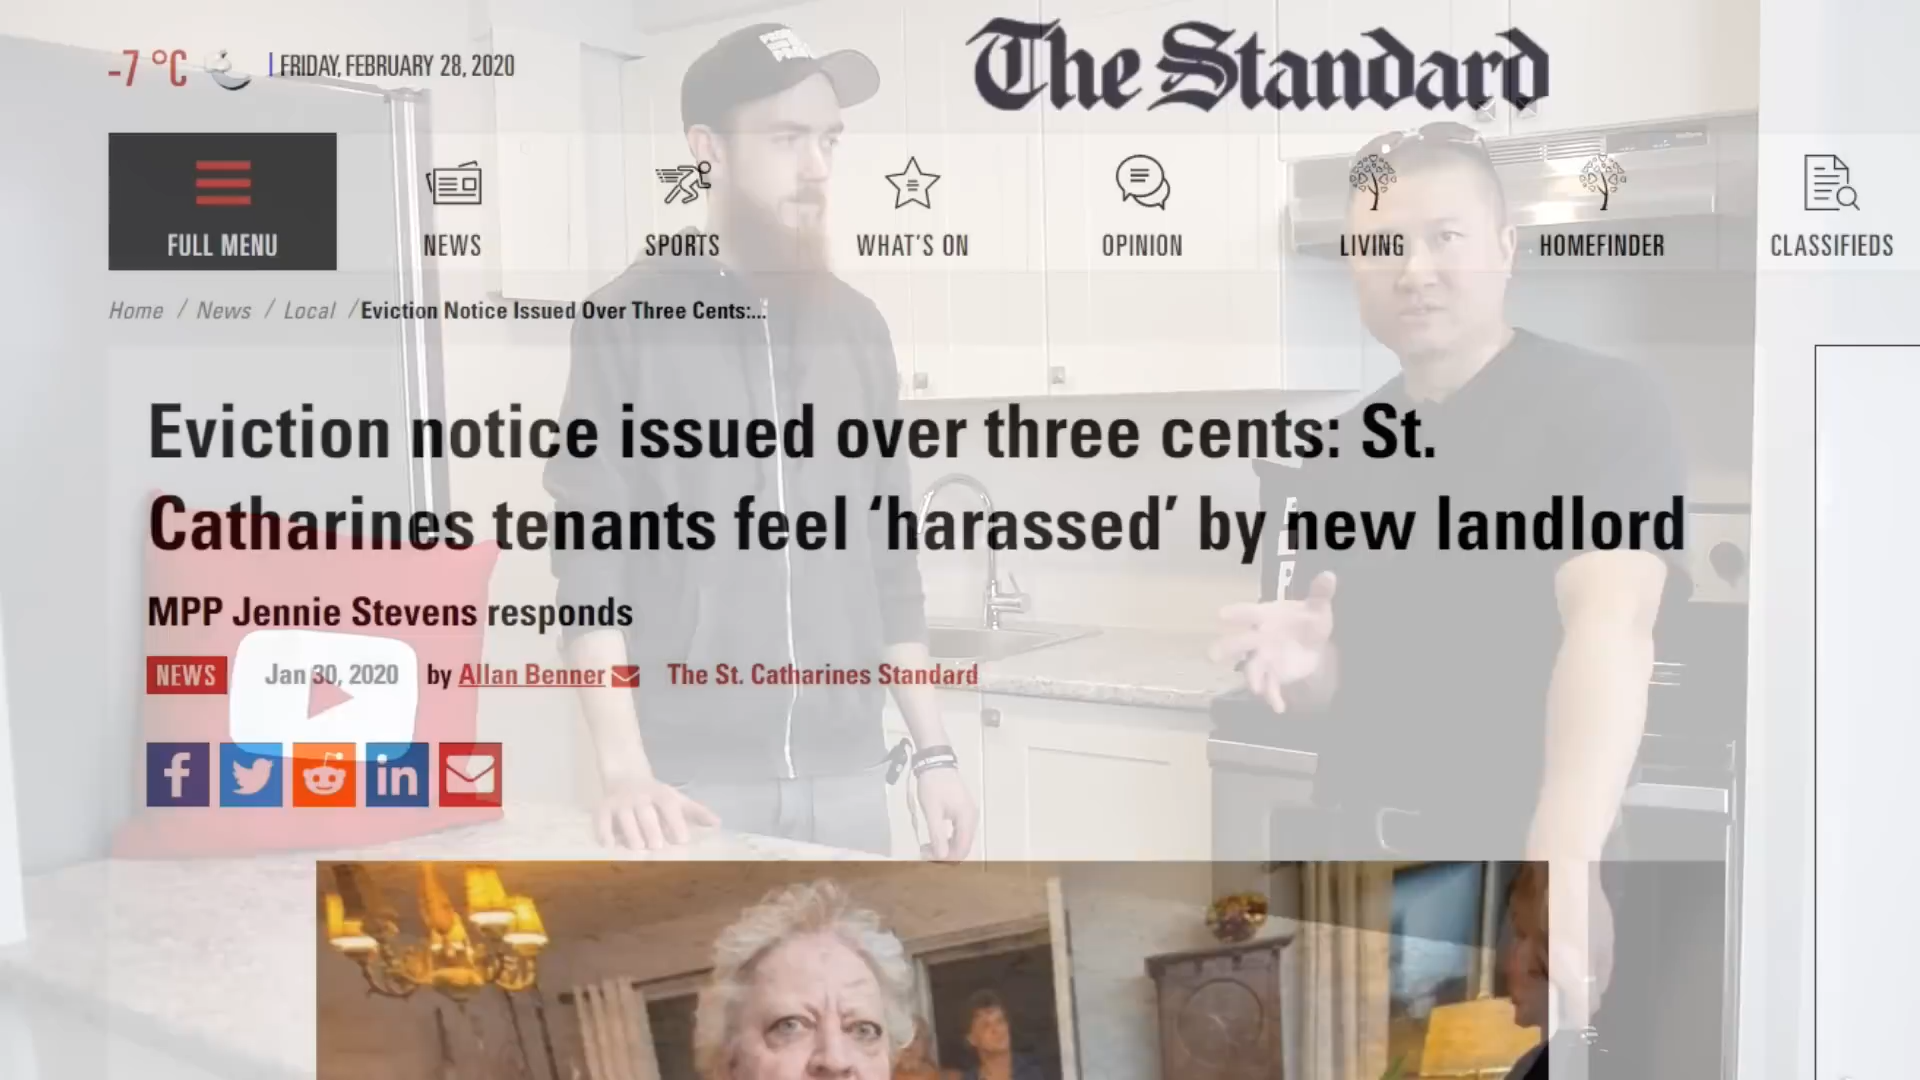 -7 °C
FRIDAY, FEBRUARY 28, 2020
The Standard
FULL MENU
NEWS
SPORTS
WHAT'S ON
OPINION
LIVING
HOMEFINDER
CLASSIFIEDS
Home / News / Local / Eviction Notice Issued Over Three Cents:...
Eviction notice issued over three cents: St.
Catharines tenants feel ‘harassed’ by new landlord
MPP Jennie Stevens responds
NEWS Jan 30, 2020 by Allan Benner The St. Catharines Standard